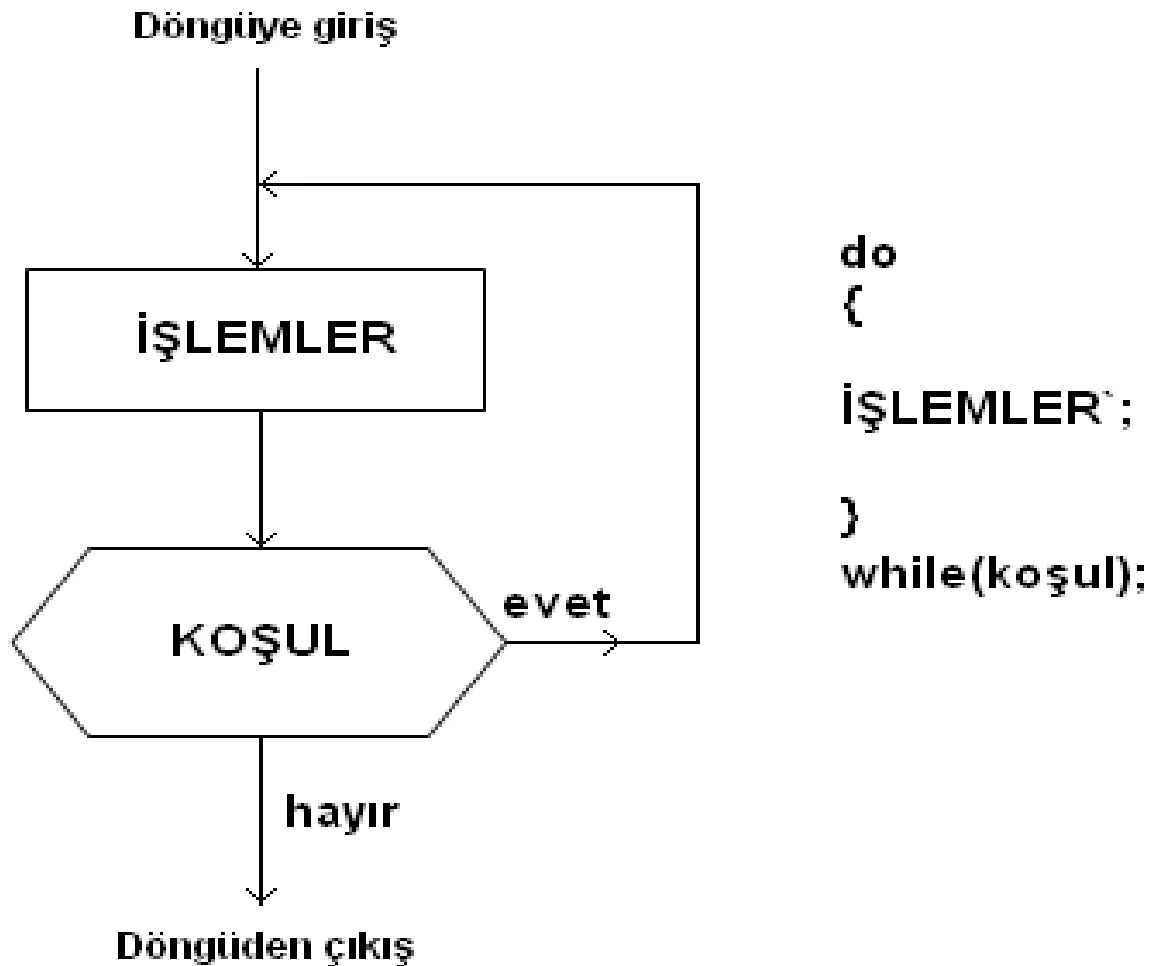 Döngüye giriş
İŞLEMLER
KOŞUL
evet
hayır
Döngüden çıkış
do
{
İŞLEMLER`;
}
while(koşul);